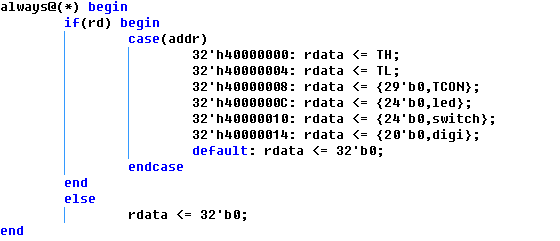 always@(*) begin
if(rd) begin
case(addr)
32'h40000000: rdata <= TH;
32'h40000004: rdata <= TL;
32'h40000008: rdata <= {29'b0,TCON};
32'h4000000C: rdata <= {24'b0,led};
32'h40000010: rdata <= {24'b0,switch};
32'h40000014: rdata <= {20'b0,digi};
default: rdata <= 32'b0;
endcase
end
else
rdata <= 32'b0;
end